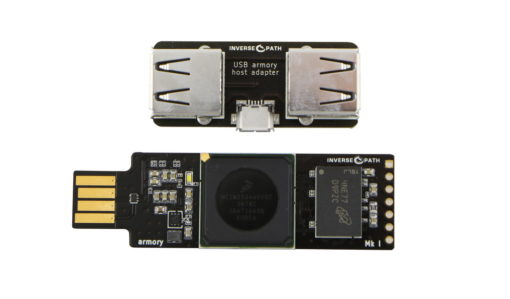 INVERSE PATH
USB armory
host adapter
INVERSE PATH
armory
Mk I